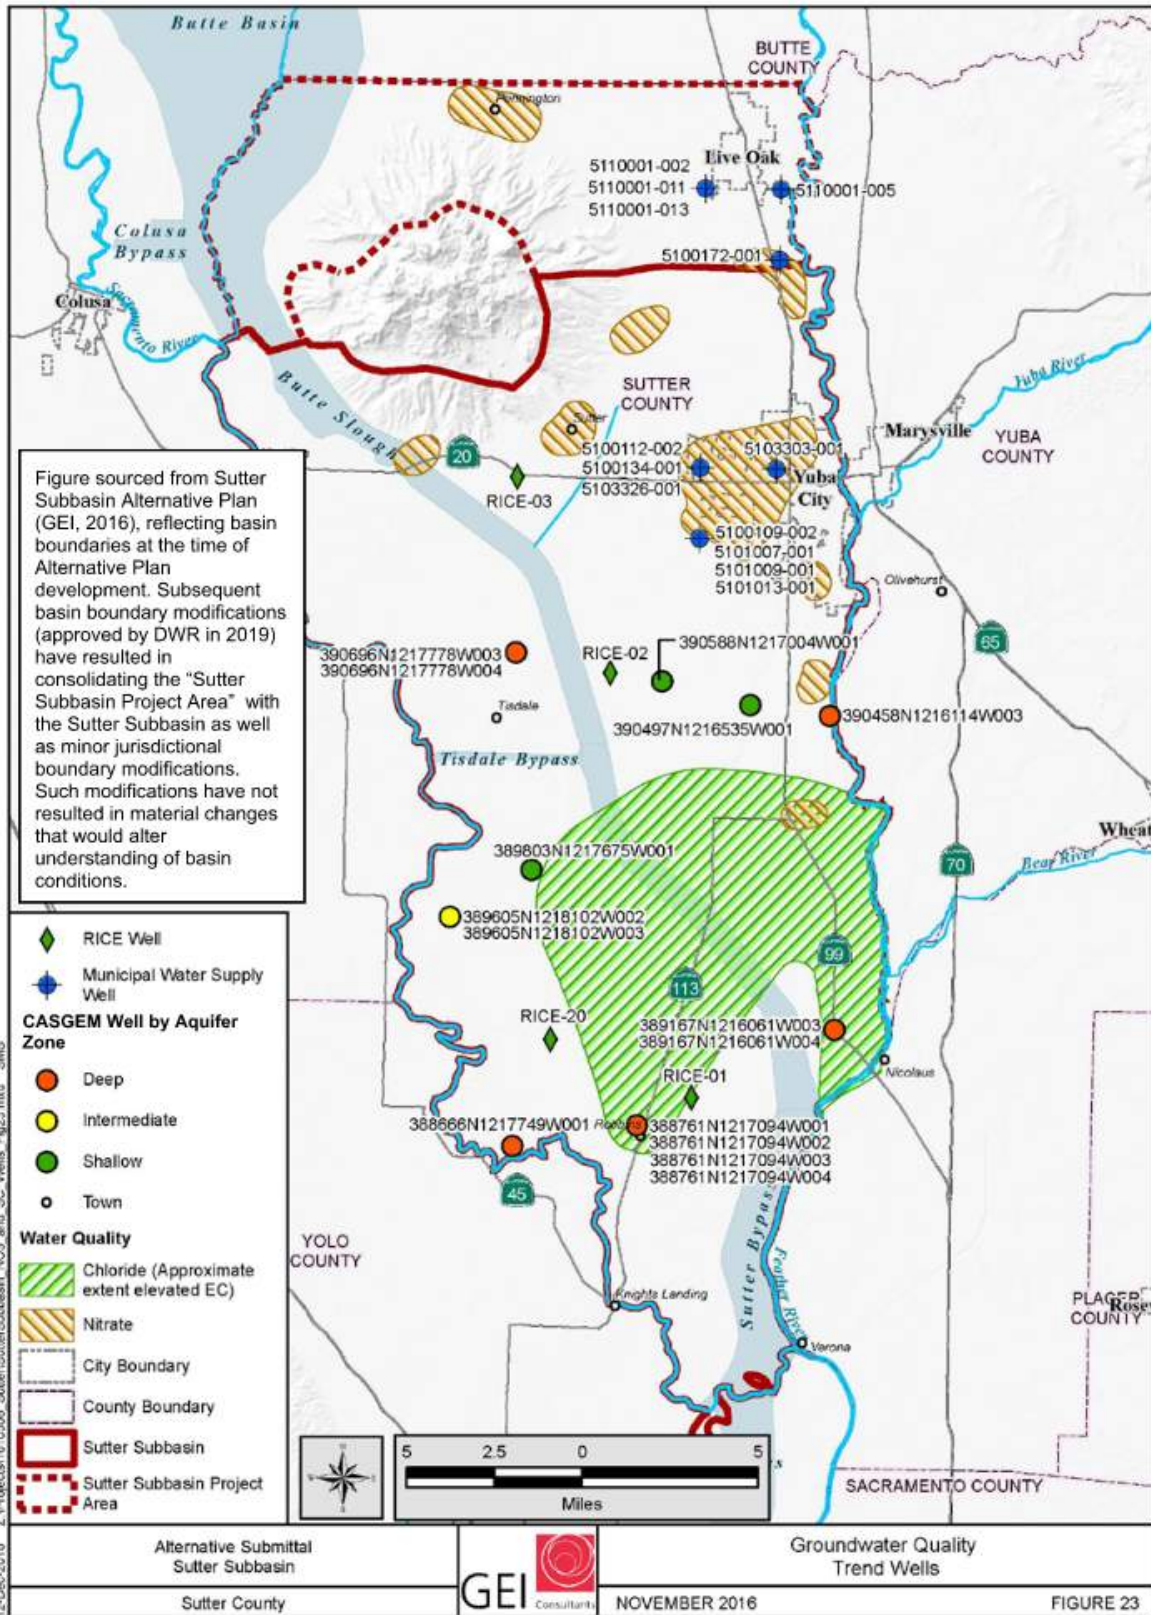 Butte Basin
BUTTE
COUNTY
Pennington
Live Oak
5110001-002
5110001-011
5110001-013
5110001-005
Colusa
Bypass
5100172-001
Colusa
Sacramento River
Yuba River
Butte Slough
SUTTER
COUNTY
Sutter
Marysville
YUBA
COUNTY
20
5100112-002
5100134-001
5103326-001
5103303-001
Yuba
City
RICE-03
5100109-002
5101007-001
5101009-001
5101013-001
Olivehurst
65
Figure sourced from Sutter
Subbasin Alternative Plan
(GEI, 2016), reflecting basin
boundaries at the time of
Alternative Plan
development. Subsequent
basin boundary modifications
(approved by DWR in 2019)
have resulted in
consolidating the “Sutter
Subbasin Project Area” with
the Sutter Subbasin as well
as minor jurisdictional
boundary modifications.
Such modifications have not
resulted in material changes
that would alter
understanding of basin
conditions.
390696N1217778W003
390696N1217778W004
RICE-02
390588N1217004W001
Tisdale
390497N1216535W001
390458N1216114W003
Tisdale Bypass
Wheat
389803N1217675W001
70
Bear River
389605N1218102W002
389605N1218102W003
99
113
RICE-20
389167N1216061W003
389167N1216061W004
Nicolaus
RICE-01
388666N1217749W001
Robbins
388761N1217094W001
388761N1217094W002
388761N1217094W003
388761N1217094W004
45
Sutter Bypass
Feather River
YOLO
COUNTY
Knights Landing
Verona
PLACER
COUNTY
Rosev
SACRAMENTO COUNTY
RICE Well
Municipal Water Supply
Well
CASGEM Well by Aquifer
Zone
Deep
Intermediate
Shallow
Town
Water Quality
Chloride (Approximate
extent elevated EC)
Nitrate
City Boundary
County Boundary
Sutter Subbasin
Sutter Subbasin Project
Area
5 2.5 0 5
Miles
Alternative Submittal
Sutter Subbasin
Sutter County
GEI Consultants
Groundwater Quality
Trend Wells
NOVEMBER 2016
FIGURE 23